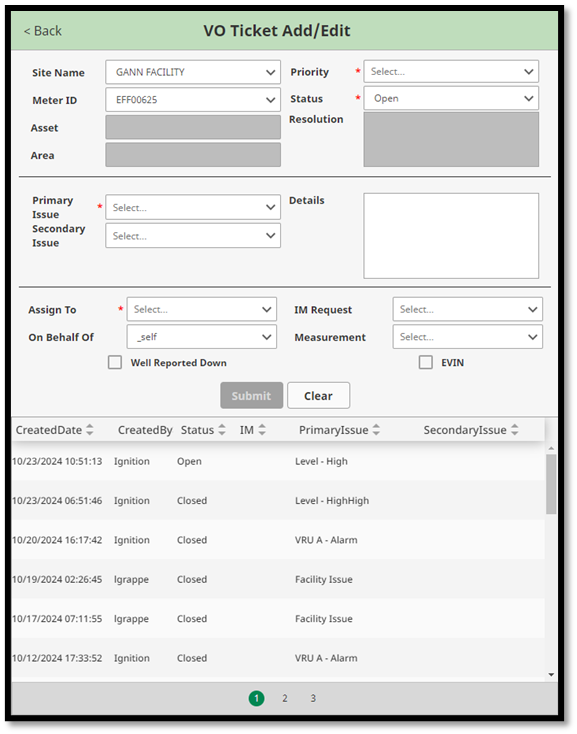 < Back VO Ticket Add/Edit
Site Name GANN FACILITY Priority * Select...
Meter ID EFF00625 Status * Open
Asset Resolution
Area
Primary Issue * Select... Details
Secondary Issue Select...
Assign To * Select... IM Request Select...
On Behalf Of _self Measurement Select...
Well Reported Down EVIN
Submit Clear
CreatedDate CreatedBy Status IM PrimaryIssue SecondaryIssue
10/23/2024 10:51:13 Ignition Open Level - High
10/23/2024 06:51:46 Ignition Closed Level - HighHigh
10/20/2024 16:17:42 Ignition Closed VRU A - Alarm
10/19/2024 02:26:45 lgrappe Closed Facility Issue
10/17/2024 07:11:55 lgrappe Closed Facility Issue
10/12/2024 17:33:52 Ignition Closed VRU A - Alarm
1 2 3